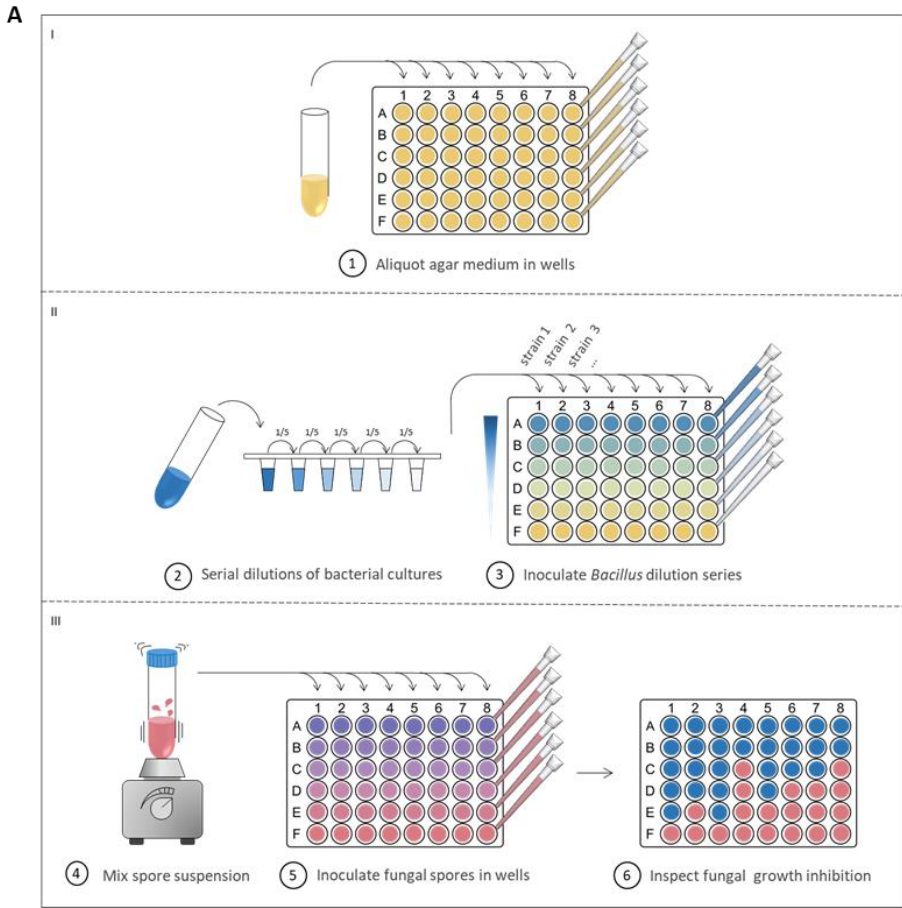 A
I
1 2 3 4 5 6 7 8
A
B
C
D
E
F
1 Aliquot agar medium in wells
II
strain 1
strain 2
strain 3
...
1/5 1/5 1/5 1/5 1/5
1 2 3 4 5 6 7 8
A
B
C
D
E
F
2 Serial dilutions of bacterial cultures
3 Inoculate Bacillus dilution series
III
1 2 3 4 5 6 7 8
A
B
C
D
E
F
1 2 3 4 5 6 7 8
A
B
C
D
E
F
4 Mix spore suspension
5 Inoculate fungal spores in wells
6 Inspect fungal growth inhibition